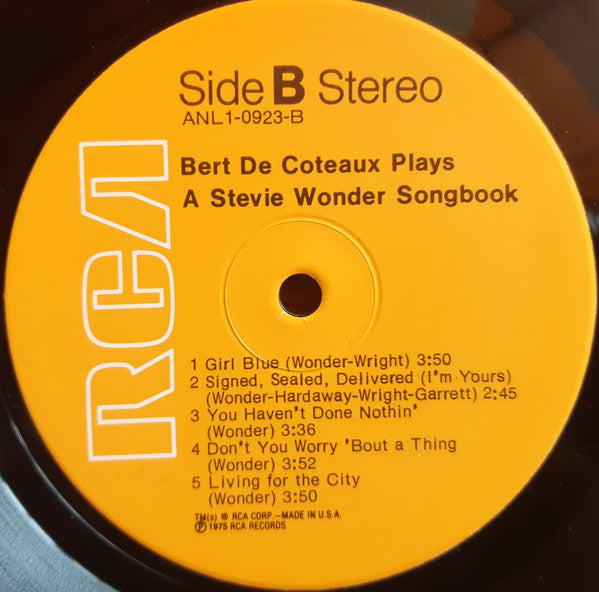 Side B Stereo
ANL1-0923-B
Bert De Coteaux Plays
A Stevie Wonder Songbook
RCA
1 Girl Blue (Wonder-Wright) 3:50
2 Signed, Sealed, Delivered (I'm Yours)
(Wonder-Hardaway-Wright-Garrett) 2:45
3 You Haven't Done Nothin'
(Wonder) 3:36
4 Don't You Worry 'Bout a Thing
(Wonder) 3:52
5 Living for the City
(Wonder) 3:50
TM(s) ® RCA CORP.—MADE IN U.S.A.
℗ 1975 RCA RECORDS